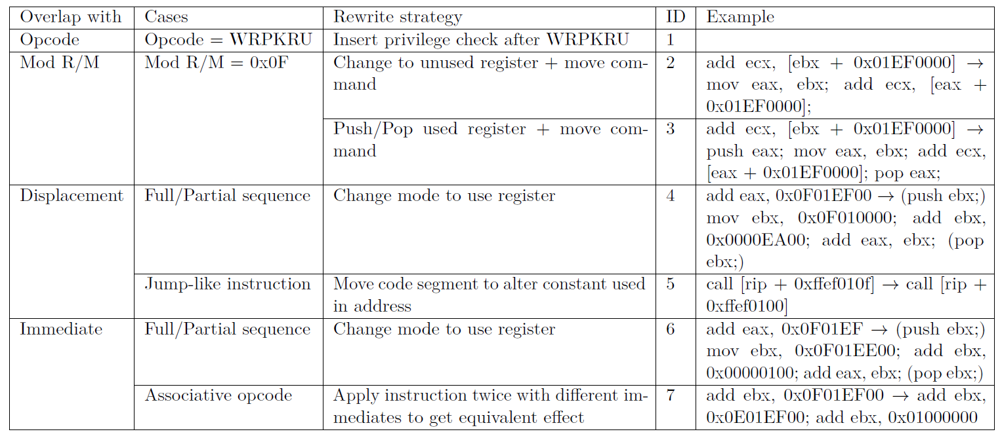 Overlap with Cases Rewrite strategy ID Example
Opcode Opcode = WRPKRU Insert privilege check after WRPKRU 1
Mod R/M Mod R/M = 0x0F Change to unused register + move com- 2 add ecx, [ebx + 0x01EF0000] →
mand mov eax, ebx; add ecx, [eax +
0x01EF0000];
Push/Pop used register + move com- 3 add ecx, [ebx + 0x01EF0000] →
mand push eax; mov eax, ebx; add ecx,
[eax + 0x01EF0000]; pop eax;
Displacement Full/Partial sequence Change mode to use register 4 add eax, 0x0F01EF00 → (push ebx;)
mov ebx, 0x0F010000; add ebx,
0x0000EA00; add eax, ebx; (pop
ebx;)
Jump-like instruction Move code segment to alter constant used 5 call [rip + 0xffef010f] → call [rip +
in address 0xffef0100]
Immediate Full/Partial sequence Change mode to use register 6 add eax, 0x0F01EF → (push ebx;)
mov ebx, 0x0F01EE00; add ebx,
0x00000100; add eax, ebx; (pop ebx;)
Associative opcode Apply instruction twice with different im- 7 add ebx, 0x0F01EF00 → add ebx,
mediates to get equivalent effect 0x0E01EF00; add ebx, 0x01000000